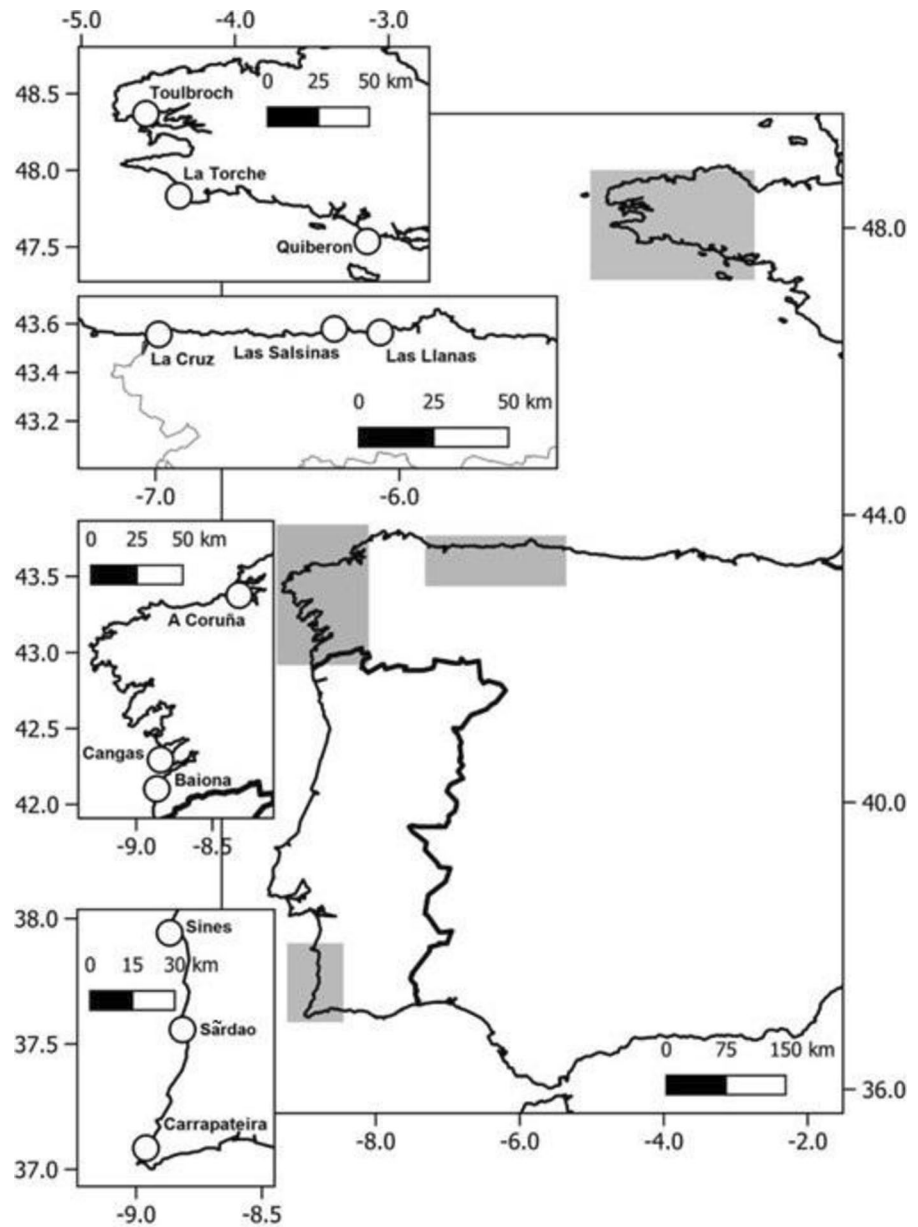 -5.0 -4.0 -3.0
48.5
48.0
47.5
Toulbroch
0 25 50 km
La Torche
Quiberon
48.0
43.6
43.4
43.2
La Cruz
Las Salsinas
Las Llanas
0 25 50 km
-7.0 -6.0
44.0
0 25 50 km
43.5
43.0
42.5
42.0
A Coruña
Cangas
Baiona
-9.0 -8.5
40.0
38.0
37.5
37.0
Sines
0 15 30 km
Sãrdao
Carrapateira
-9.0 -8.5
0 75 150 km
36.0
-8.0 -6.0 -4.0 -2.0